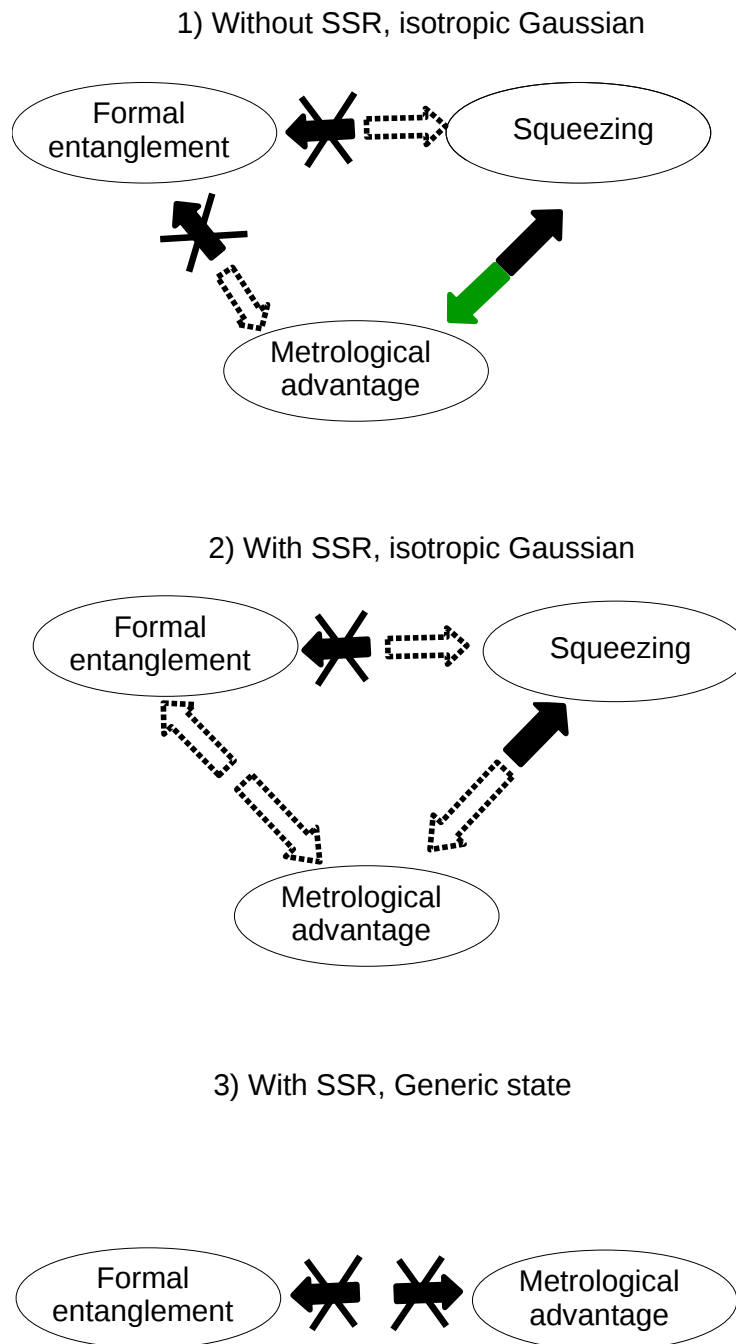 1) Without SSR, isotropic Gaussian
Formal
entanglement
Squeezing
Metrological
advantage
2) With SSR, isotropic Gaussian
Formal
entanglement
Squeezing
Metrological
advantage
3) With SSR, Generic state
Formal
entanglement
Metrological
advantage